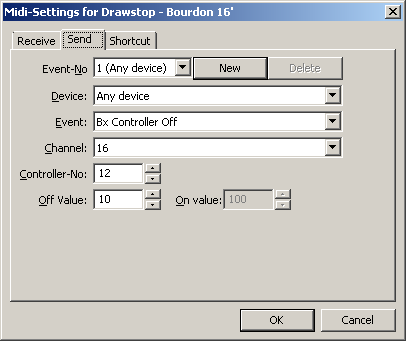 Midi-Settings for Drawstop - Bourdon 16'
Receive Send Shortcut
Event-No 1 (Any device) New Delete
Device: Any device
Event: Bx Controller Off
Channel: 16
Controller-No: 12
Off Value: 10 On value: 100
OK Cancel